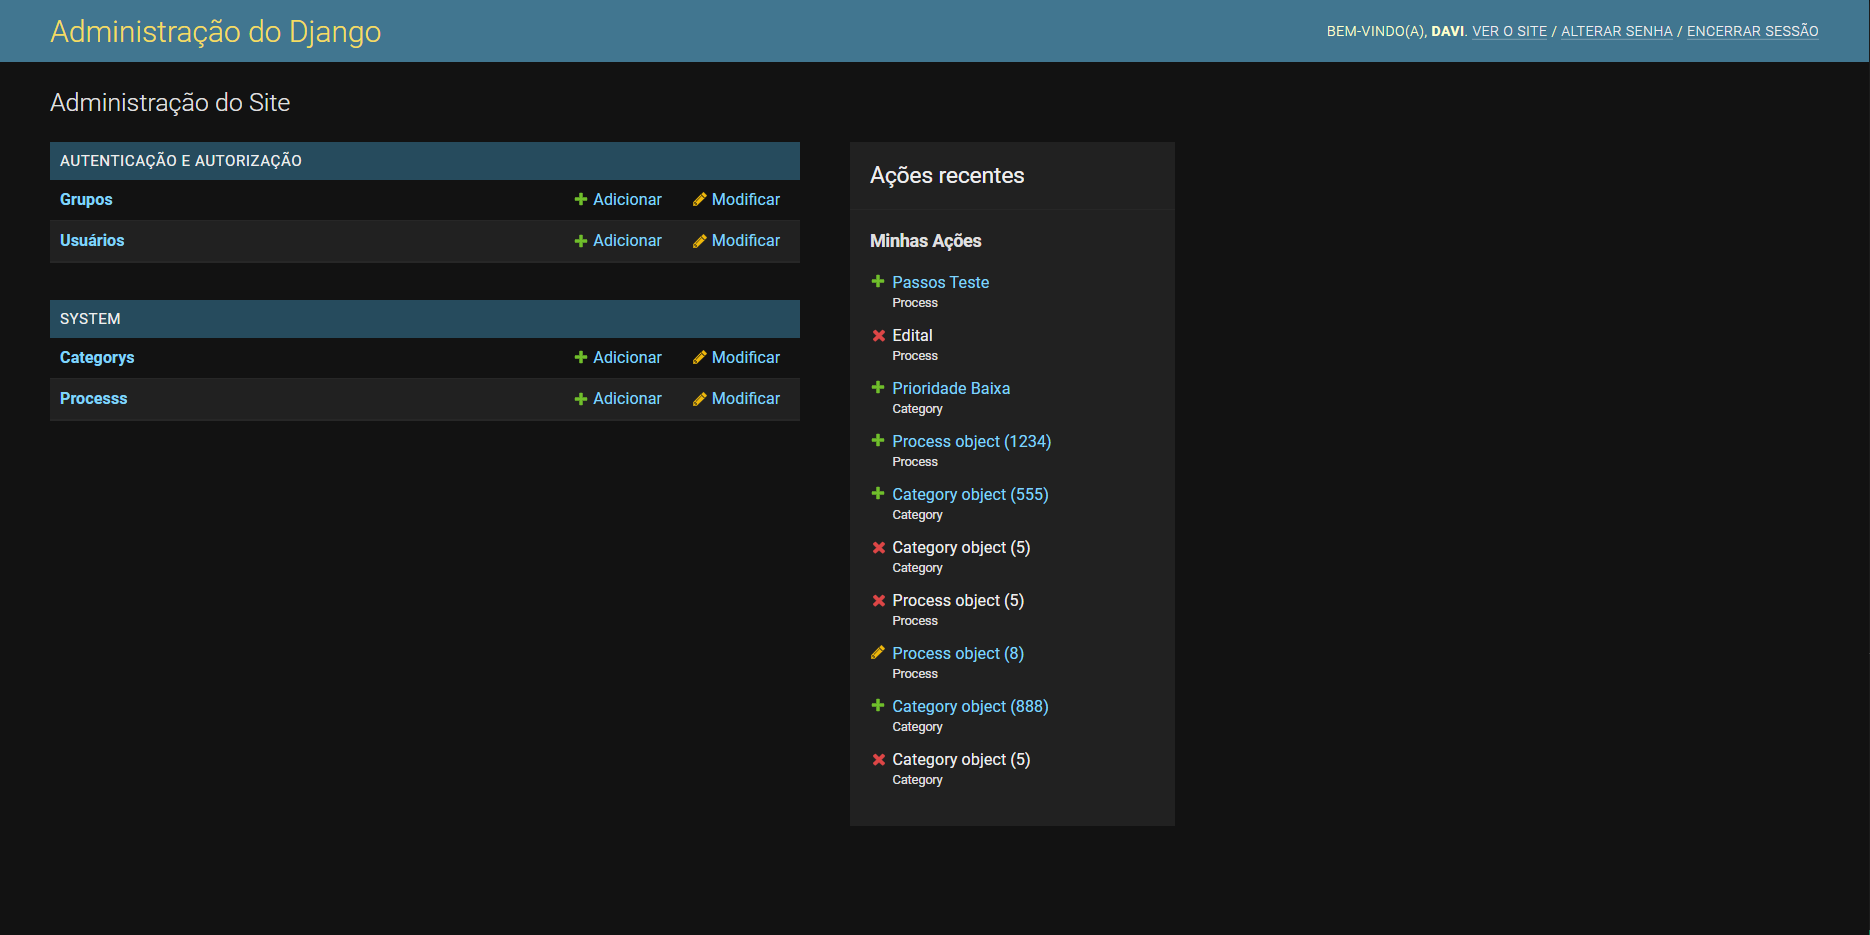 Administração do Django
BEM-VINDO(A), DAVI. VER O SITE / ALTERAR SENHA / ENCERRAR SESSÃO
Administração do Site
AUTENTICAÇÃO E AUTORIZAÇÃO
Grupos Adicionar Modificar
Usuários Adicionar Modificar
SYSTEM
Categorys Adicionar Modificar
Processs Adicionar Modificar
Ações recentes
Minhas Ações
Passos Teste
Process
Edital
Process
Prioridade Baixa
Category
Process object (1234)
Process
Category object (555)
Category
Category object (5)
Category
Process object (5)
Process
Process object (8)
Process
Category object (888)
Category
Category object (5)
Category